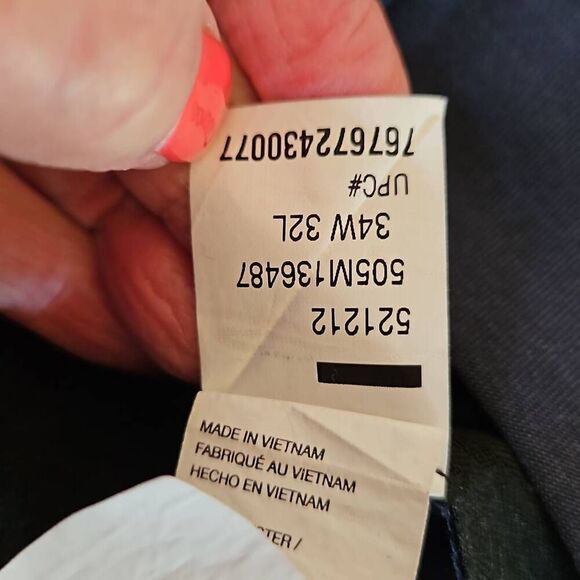 521212
505M136487
34W 32L
UPC#
767672430077
MADE IN VIETNAM
FABRIQUÉ AU VIETNAM
HECHO EN VIETNAM